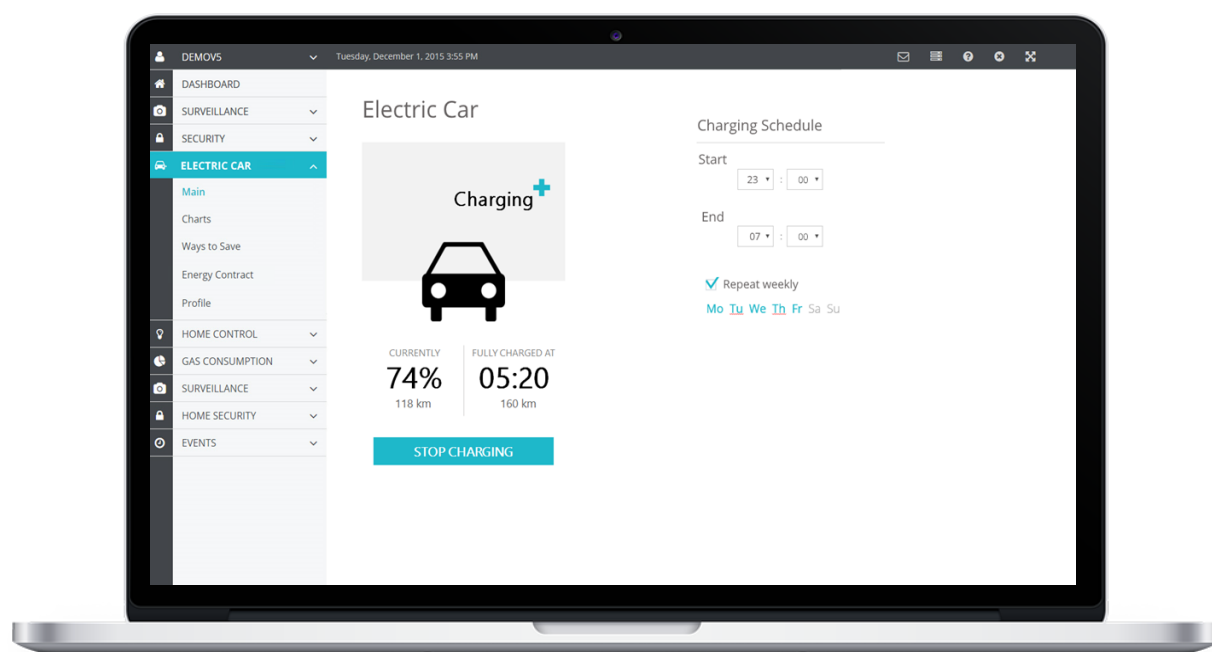 DEMOV5
Tuesday, December 1, 2015 3:55 PM
DASHBOARD
SURVEILLANCE
SECURITY
ELECTRIC CAR
Main
Charts
Ways to Save
Energy Contract
Profile
HOME CONTROL
GAS CONSUMPTION
SURVEILLANCE
HOME SECURITY
EVENTS
Electric Car
Charging
CURRENTLY
74%
118 km
FULLY CHARGED AT
05:20
160 km
STOP CHARGING
Charging Schedule
Start
23 : 00
End
07 : 00
Repeat weekly
Mo Tu We Th Fr Sa Su